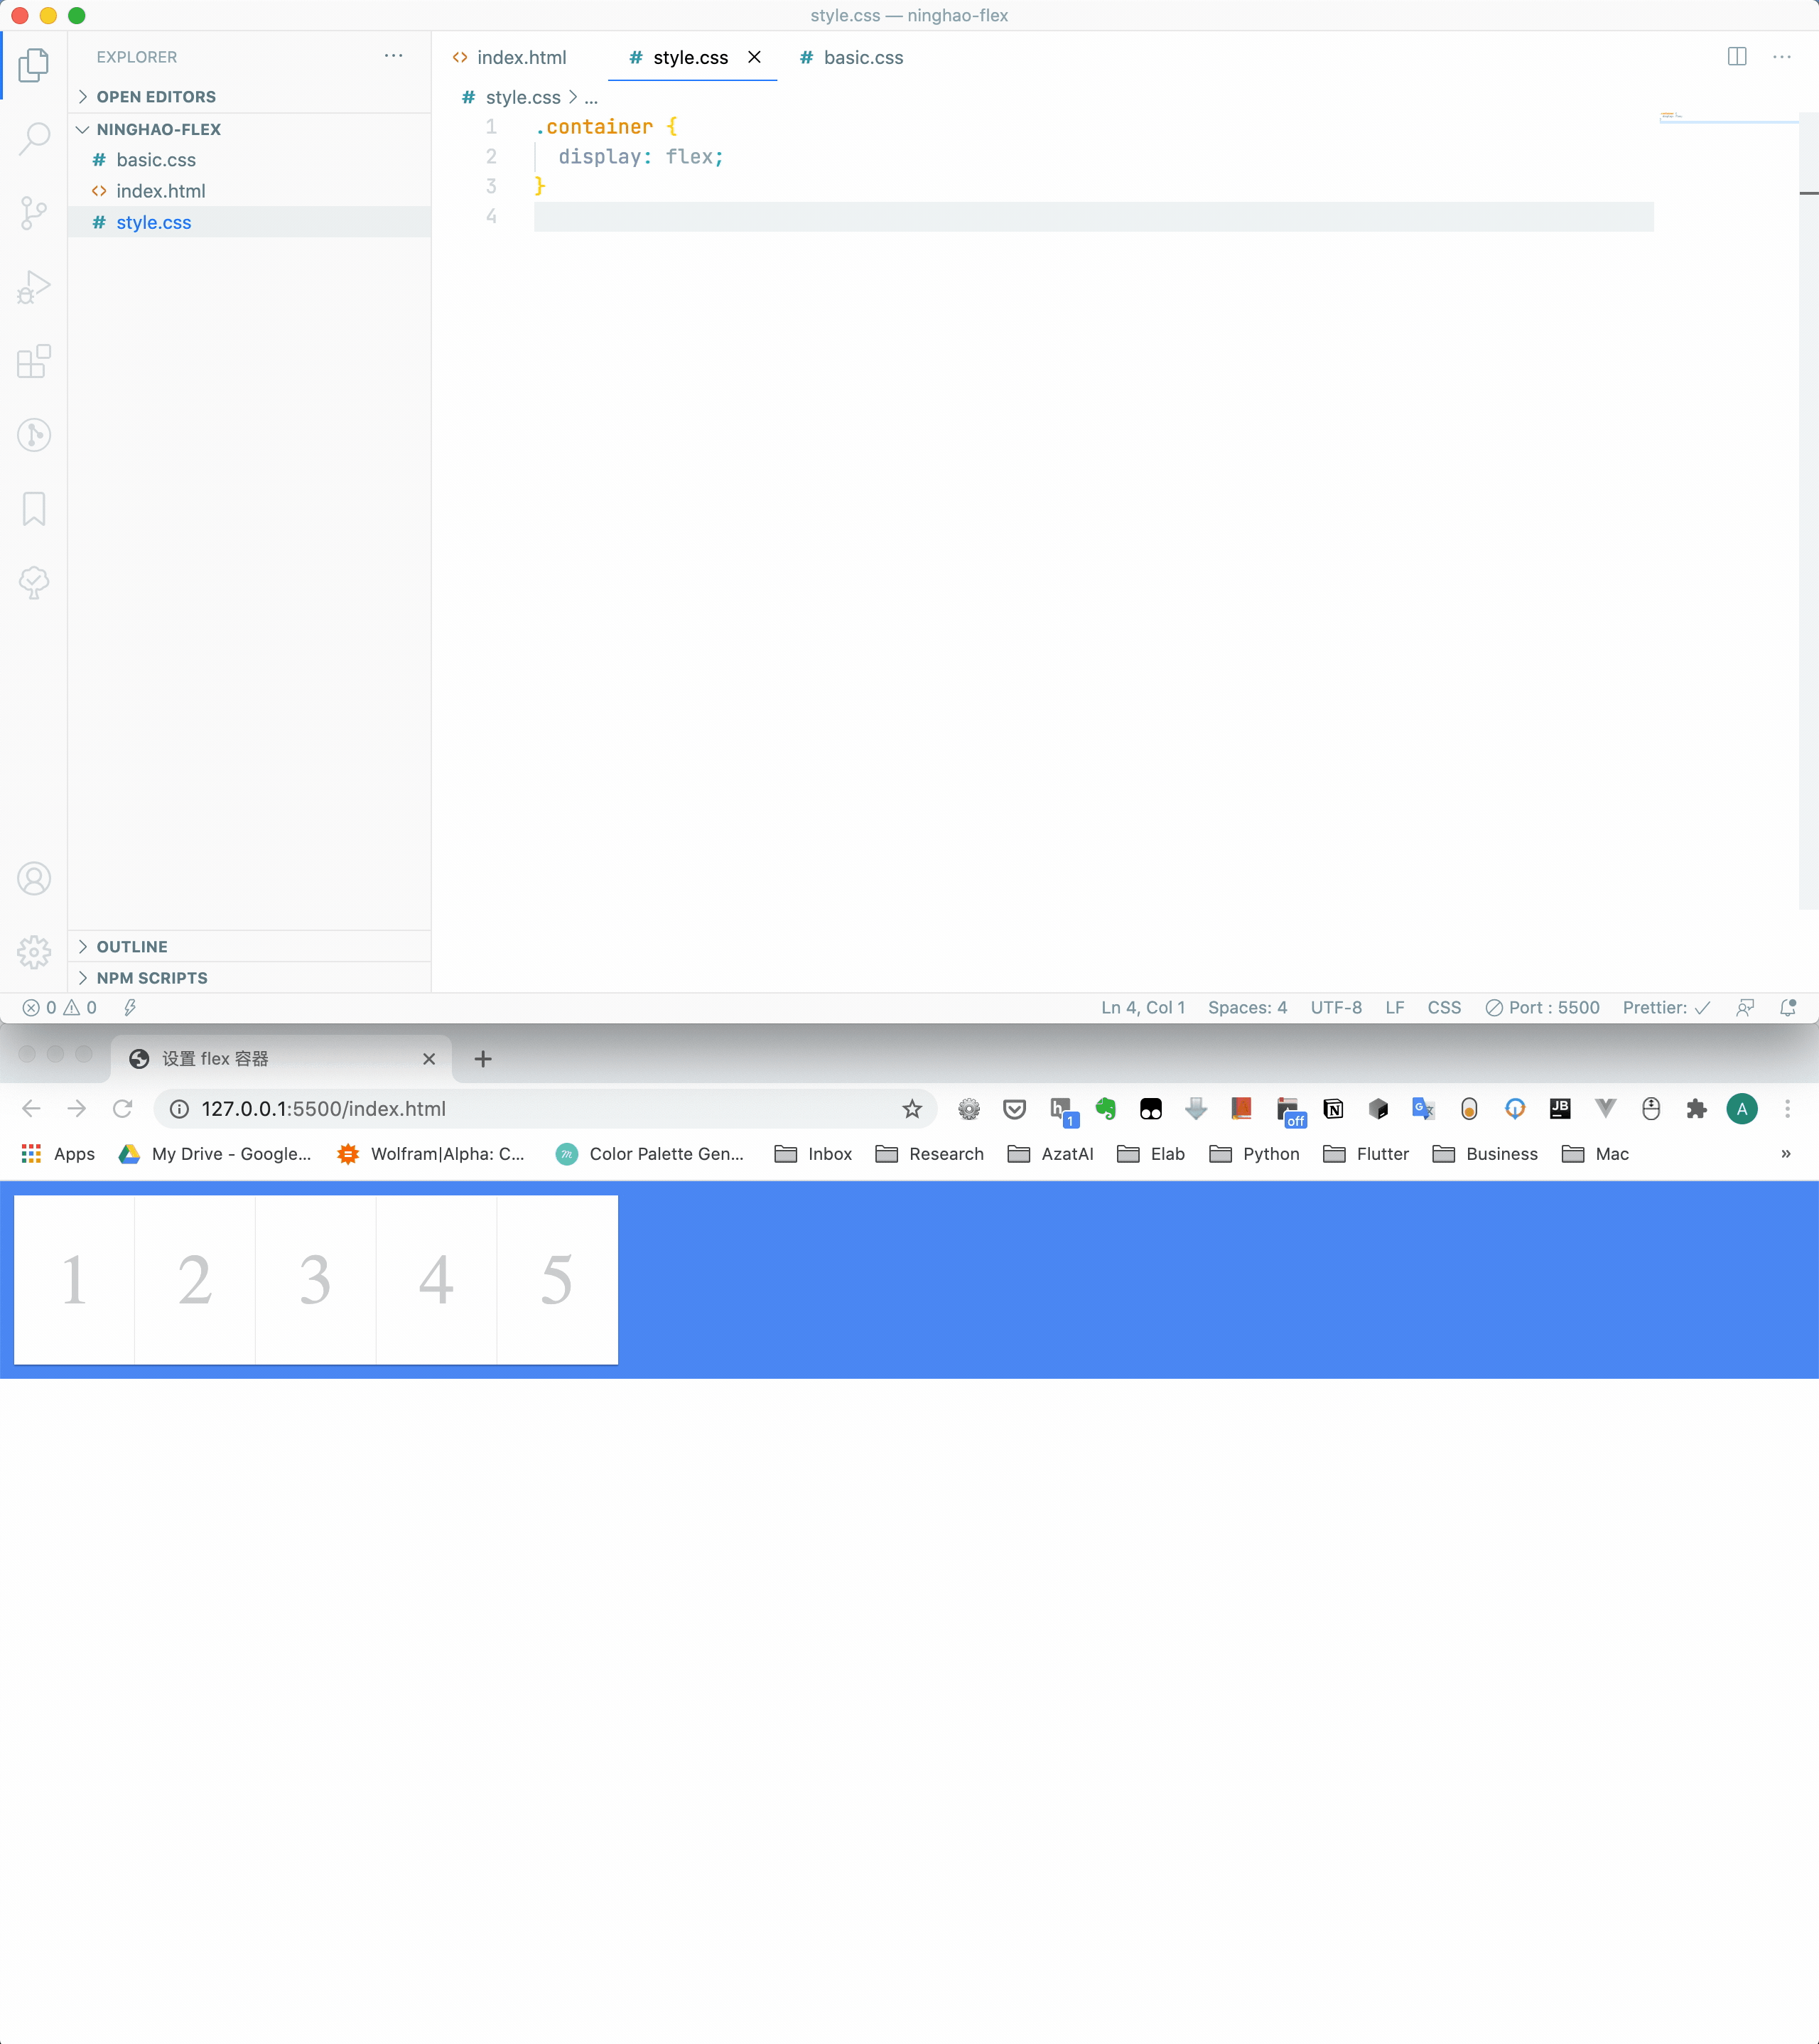 style.css — ninghao-flex
EXPLORER
index.html
# style.css
# basic.css
OPEN EDITORS
# style.css > ...
NINGHAO-FLEX
# basic.css
<> index.html
# style.css
1 .container {
2 display: flex;
3 }
4
OUTLINE
NPM SCRIPTS
0 0
Ln 4, Col 1 Spaces: 4 UTF-8 LF CSS Port : 5500 Prettier: ✓
设置 flex 容器
127.0.0.1:5500/index.html
1
off
JB
A
Apps My Drive - Google... Wolfram|Alpha: C... Color Palette Gen... Inbox Research AzatAI Elab Python Flutter Business Mac »
1 2 3 4 5